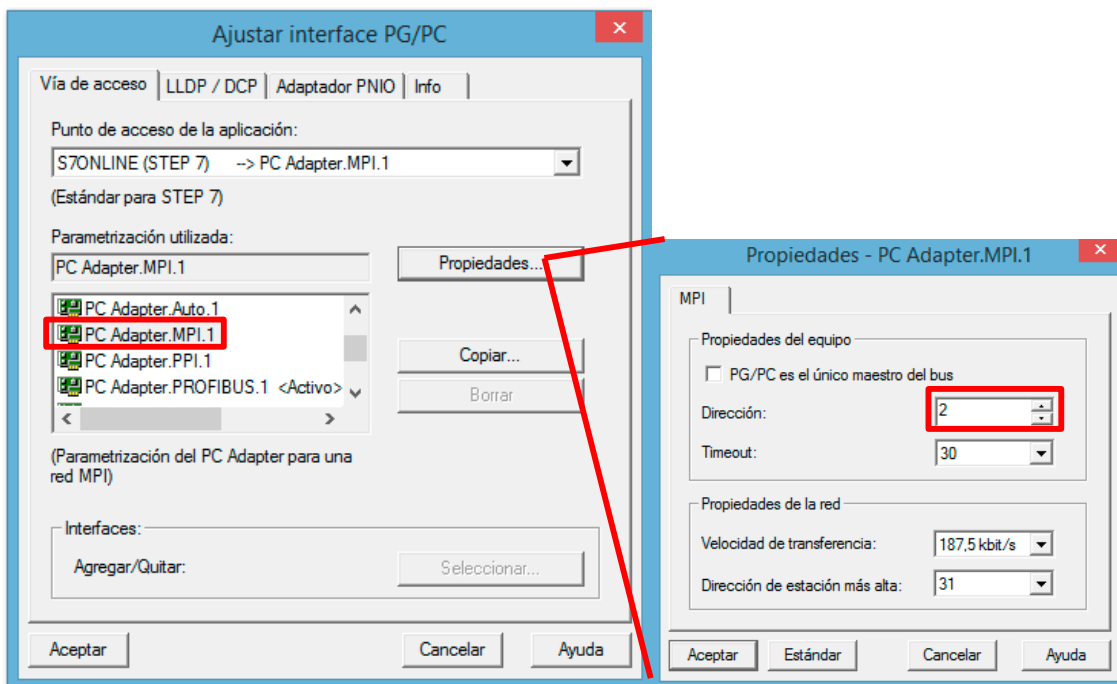 Ajustar interface PG/PC
Vía de acceso LLDP / DCP Adaptador PNIO Info
Punto de acceso de la aplicación:
S7ONLINE (STEP 7) --> PC Adapter.MPI.1
(Estándar para STEP 7)
Parametrización utilizada:
PC Adapter.MPI.1
Propiedades...
PC Adapter.Auto.1
PC Adapter.MPI.1
PC Adapter.PPI.1
PC Adapter.PROFIBUS.1 <Activo>
Copiar...
Borrar
(Parametrización del PC Adapter para una
red MPI)
Interfaces:
Agregar/Quitar:
Seleccionar...
Aceptar Cancelar Ayuda
Propiedades - PC Adapter.MPI.1
MPI
Propiedades del equipo
PG/PC es el único maestro del bus
Dirección: 2
Timeout: 30
Propiedades de la red
Velocidad de transferencia: 187,5 kbit/s
Dirección de estación más alta: 31
Aceptar Estándar Cancelar Ayuda